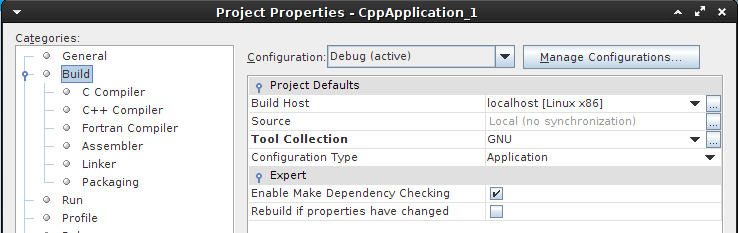 Project Properties - CppApplication_1
Categories:
General
Build
C Compiler
C++ Compiler
Fortran Compiler
Assembler
Linker
Packaging
Run
Profile
Configuration: Debug (active) Manage Configurations...
Project Defaults
Build Host localhost [Linux x86] ...
Source Local (no synchronization) ...
Tool Collection GNU ...
Configuration Type Application
Expert
Enable Make Dependency Checking
Rebuild if properties have changed